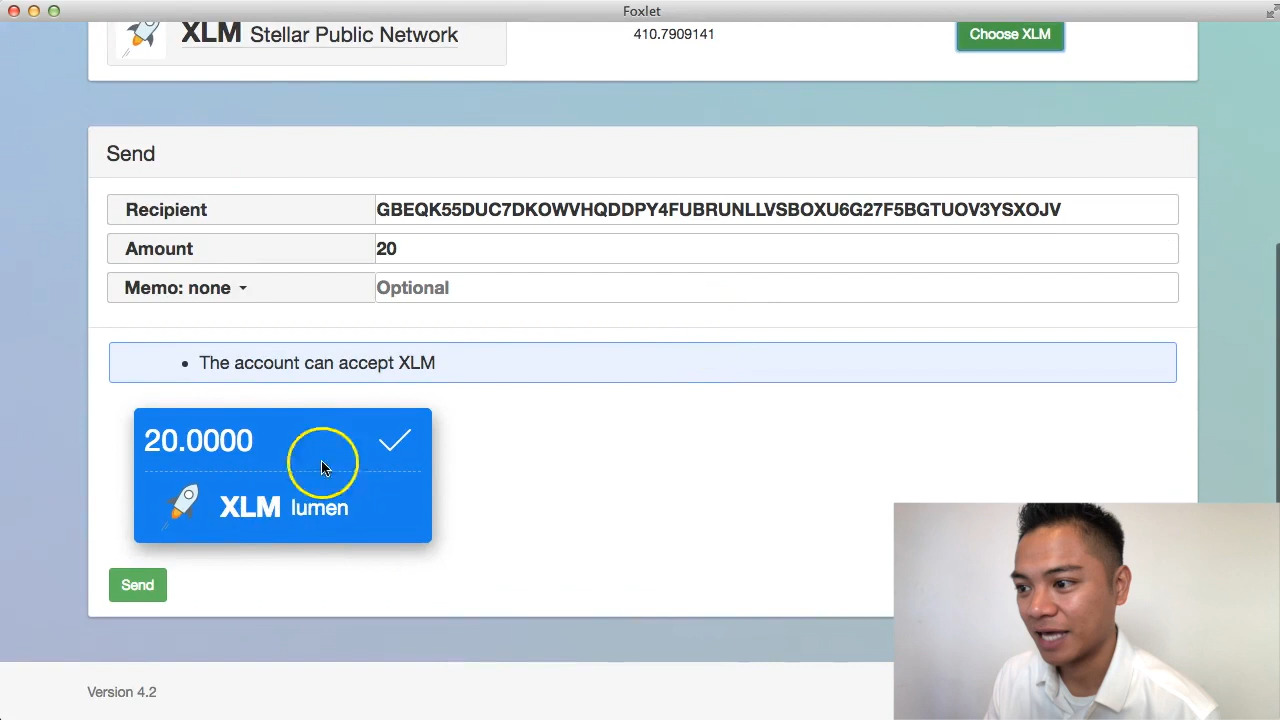 Foxlet
XLM Stellar Public Network 410.7909141 Choose XLM
Send
Recipient GBEQK55DUC7DKOWVHQDDPY4FUBRUNLLVSBOXU6G27F5BGTUOV3YSXOJV
Amount 20
Memo: none Optional
The account can accept XLM
20.0000
XLM lumen
Send
Version 4.2